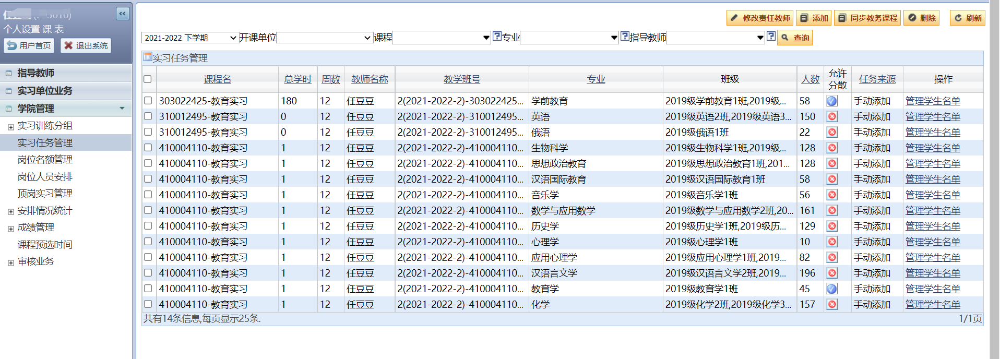 个人设置 课 表
用户首页 退出系统
指导教师
实习单位业务
学院管理
实习训练分组
实习任务管理
岗位名额管理
岗位人员安排
顶岗实习管理
安排情况统计
成绩管理
课程预选时间
审核业务
修改责任教师 添加 同步教务课程 删除 刷新
2021-2022 下学期 开课单位 课程 专业 指导教师 查询
实习任务管理
课程名 总学时 周数 教师名称 教学班号 专业 班级 人数 允许分散 任务来源 操作
303022425-教育实习 180 12 任豆豆 2(2021-2022-2)-303022425... 学前教育 2019级学前教育1班,2019级... 58 手动添加 管理学生名单
310012495-教育实习 0 12 任豆豆 2(2021-2022-2)-310012495... 英语 2019级英语2班,2019级英语3... 150 手动添加 管理学生名单
310012495-教育实习 0 12 任豆豆 2(2021-2022-2)-310012495... 俄语 2019级俄语1班 22 手动添加 管理学生名单
410004110-教育实习 1 12 任豆豆 2(2021-2022-2)-410004110... 生物科学 2019级生物科学1班,2019级... 128 手动添加 管理学生名单
410004110-教育实习 1 12 任豆豆 2(2021-2022-2)-410004110... 思想政治教育 2019级思想政治教育1班,201... 128 手动添加 管理学生名单
410004110-教育实习 1 12 任豆豆 2(2021-2022-2)-410004110... 汉语国际教育 2019级汉语国际教育1班 58 手动添加 管理学生名单
410004110-教育实习 1 12 任豆豆 2(2021-2022-2)-410004110... 音乐学 2019级音乐学1班 56 手动添加 管理学生名单
410004110-教育实习 1 12 任豆豆 2(2021-2022-2)-410004110... 数学与应用数学 2019级数学与应用数学2班,20... 161 手动添加 管理学生名单
410004110-教育实习 1 12 任豆豆 2(2021-2022-2)-410004110... 历史学 2019级历史学1班,2019级历... 129 手动添加 管理学生名单
410004110-教育实习 1 12 任豆豆 2(2021-2022-2)-410004110... 心理学 2019级心理学1班 10 手动添加 管理学生名单
410004110-教育实习 1 12 任豆豆 2(2021-2022-2)-410004110... 应用心理学 2019级应用心理学1班,2019... 82 手动添加 管理学生名单
410004110-教育实习 1 12 任豆豆 2(2021-2022-2)-410004110... 汉语言文学 2019级汉语言文学2班,2019... 196 手动添加 管理学生名单
410004110-教育实习 1 12 任豆豆 2(2021-2022-2)-410004110... 教育学 2019级教育学1班 45 手动添加 管理学生名单
410004110-教育实习 1 12 任豆豆 2(2021-2022-2)-410004110... 化学 2019级化学2班,2019级化学3... 157 手动添加 管理学生名单
共有14条信息,每页显示25条. 1/1页